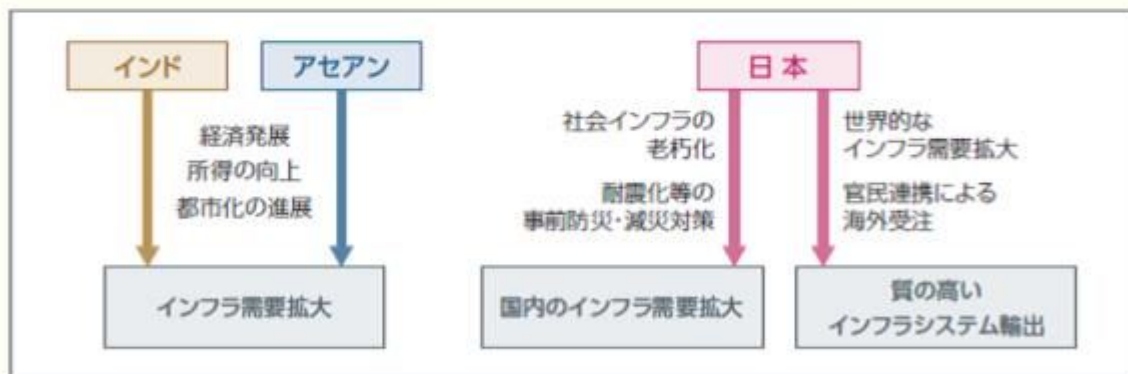 インド
アセアン
経済発展
所得の向上
都市化の進展
インフラ需要拡大
日本
社会インフラの
老朽化
耐震化等の
事前防災・減災対策
世界的な
インフラ需要拡大
官民連携による
海外受注
国内のインフラ需要拡大
質の高い
インフラシステム輸出